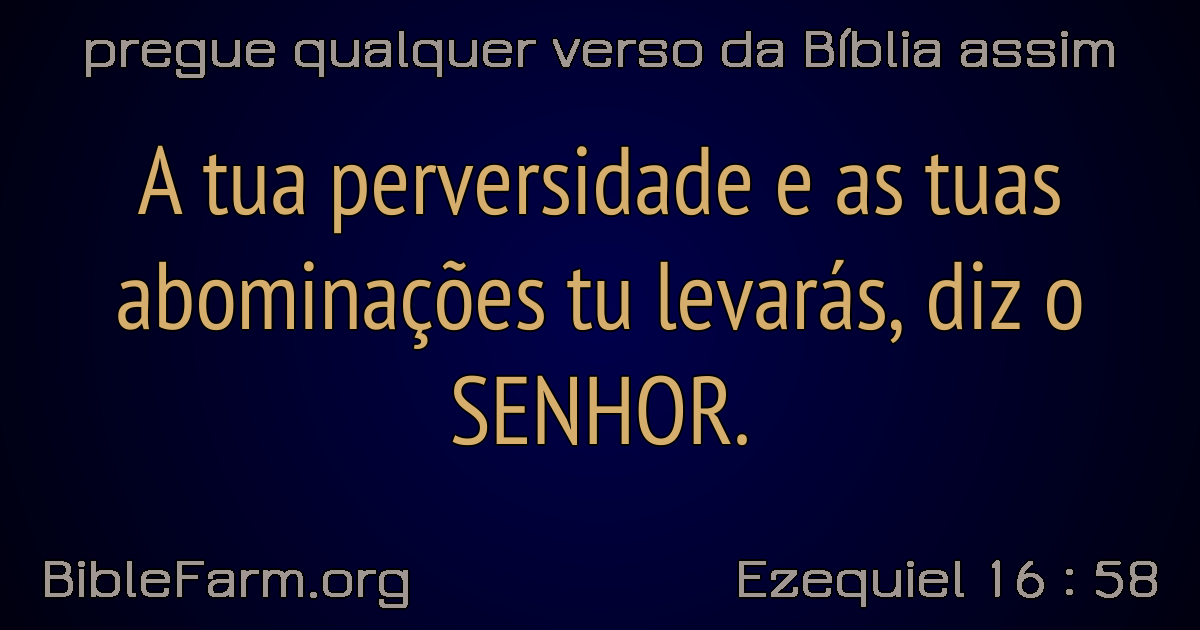 pregue qualquer verso da Bíblia assim
A tua perversidade e as tuas
abominações tu levarás, diz o
SENHOR.
BibleFarm.org
Ezequiel 16 : 58